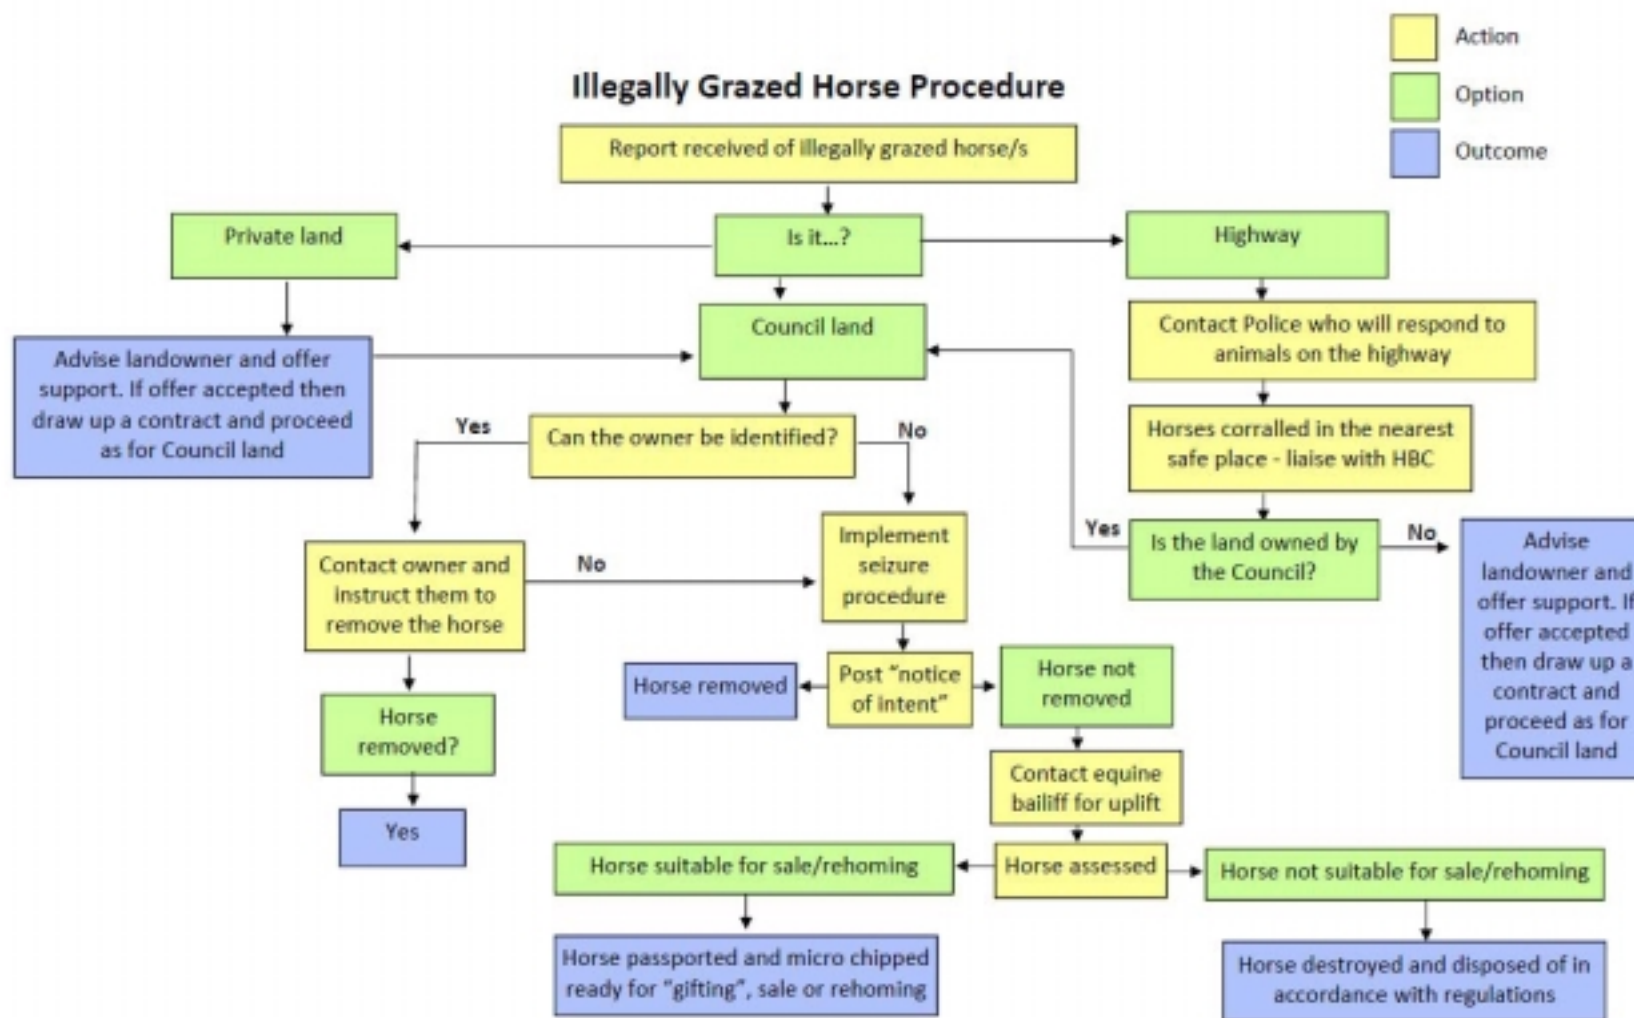 Action
Option
Outcome
Illegally Grazed Horse Procedure
Report received of illegally grazed horse/s
Private land
Is it...?
Highway
Council land
Contact Police who will respond to
animals on the highway
Advise landowner and offer
support. If offer accepted then
draw up a contract and proceed
as for Council land
Yes
Can the owner be identified?
No
Horses corralled in the nearest
safe place - liaise with HBC
Implement
seizure
procedure
Yes
Is the land owned by
the Council?
No
Advise
landowner and
offer support. If
offer accepted
then draw up a
contract and
proceed as for
Council land
Contact owner and
instruct them to
remove the horse
No
Horse removed
Post “notice
of intent”
Horse not
removed
Horse
removed?
Contact equine
bailiff for uplift
Yes
Horse suitable for sale/rehoming
Horse assessed
Horse not suitable for sale/rehoming
Horse passported and micro chipped
ready for “gifting”, sale or rehoming
Horse destroyed and disposed of in
accordance with regulations